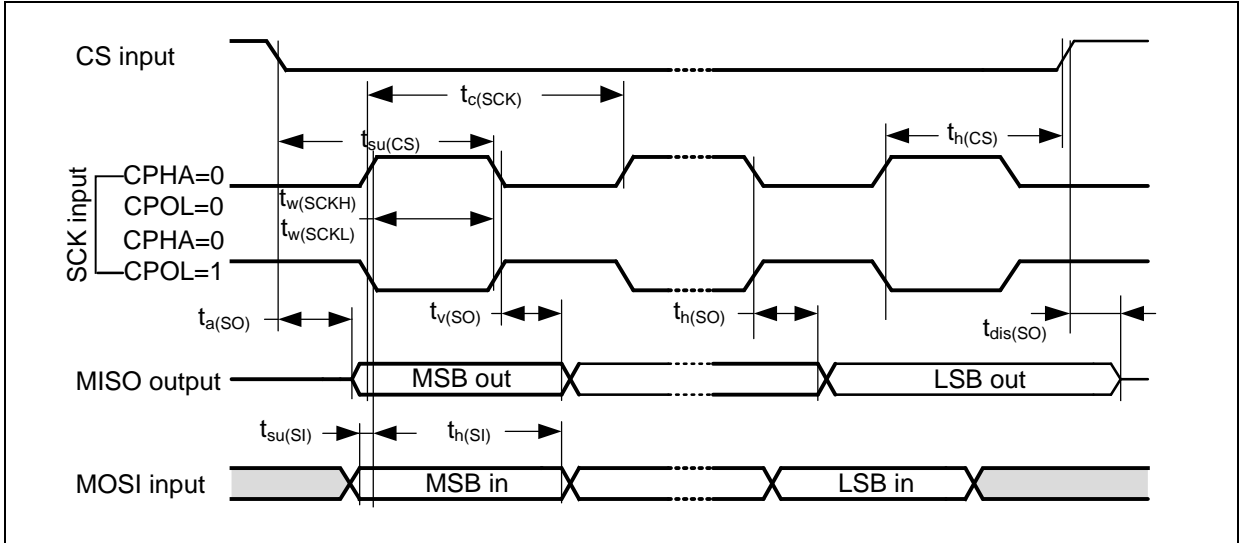 CS input
tc(SCK)
tsu(CS)
th(CS)
SCK input
CPHA=0
CPOL=0
CPHA=0
CPOL=1
tw(SCKH)
tw(SCKL)
ta(SO)
tv(SO)
th(SO)
tdis(SO)
MISO output
MSB out
LSB out
tsu(SI)
th(SI)
MOSI input
MSB in
LSB in